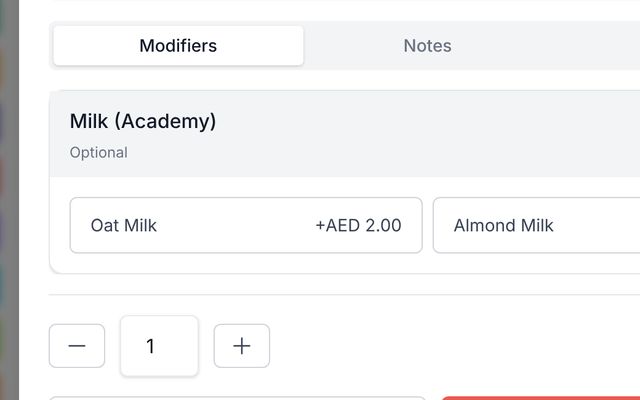 Modifiers
Notes
Milk (Academy)
Optional
Oat Milk +AED 2.00
Almond Milk
1